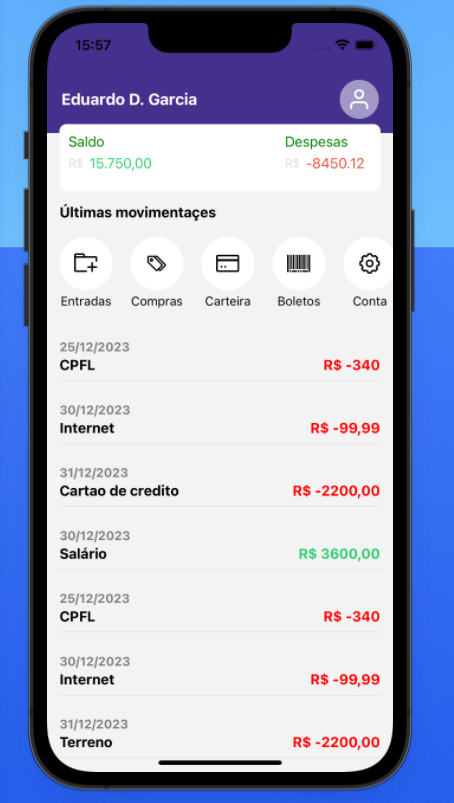 15:57
Eduardo D. Garcia
Saldo Despesas
R$ 15.750,00 R$ -8450.12
Últimas movimentaçes
Entradas Compras Carteira Boletos Conta
25/12/2023
CPFL R$ -340
30/12/2023
Internet R$ -99,99
31/12/2023
Cartao de credito R$ -2200,00
30/12/2023
Salário R$ 3600,00
25/12/2023
CPFL R$ -340
30/12/2023
Internet R$ -99,99
31/12/2023
Terreno R$ -2200,00